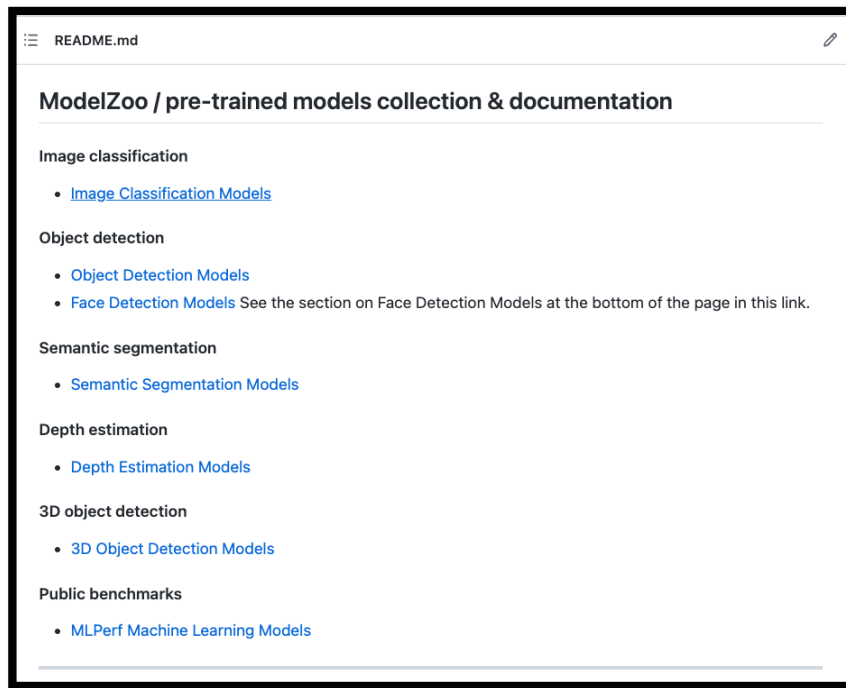 README.md
ModelZoo / pre-trained models collection & documentation
Image classification
Image Classification Models
Object detection
Object Detection Models
Face Detection Models See the section on Face Detection Models at the bottom of the page in this link.
Semantic segmentation
Semantic Segmentation Models
Depth estimation
Depth Estimation Models
3D object detection
3D Object Detection Models
Public benchmarks
MLPerf Machine Learning Models